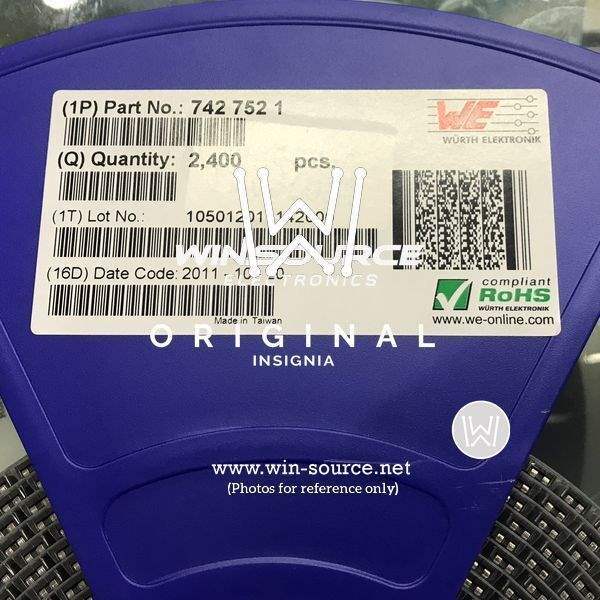 (1P) Part No.: 742 752 1
WE
WÜRTH ELEKTRONIK
(Q) Quantity: 2,400 pcs.
(1T) Lot No.:
WINSOURCE
ELECTRONICS
(16D) Date Code: 2011 - 10
compliant
RoHS
WÜRTH ELEKTRONIK
Made in Taiwan
www.we-online.com
ORIGINAL
INSIGNIA
W
www.win-source.net
(Photos for reference only)